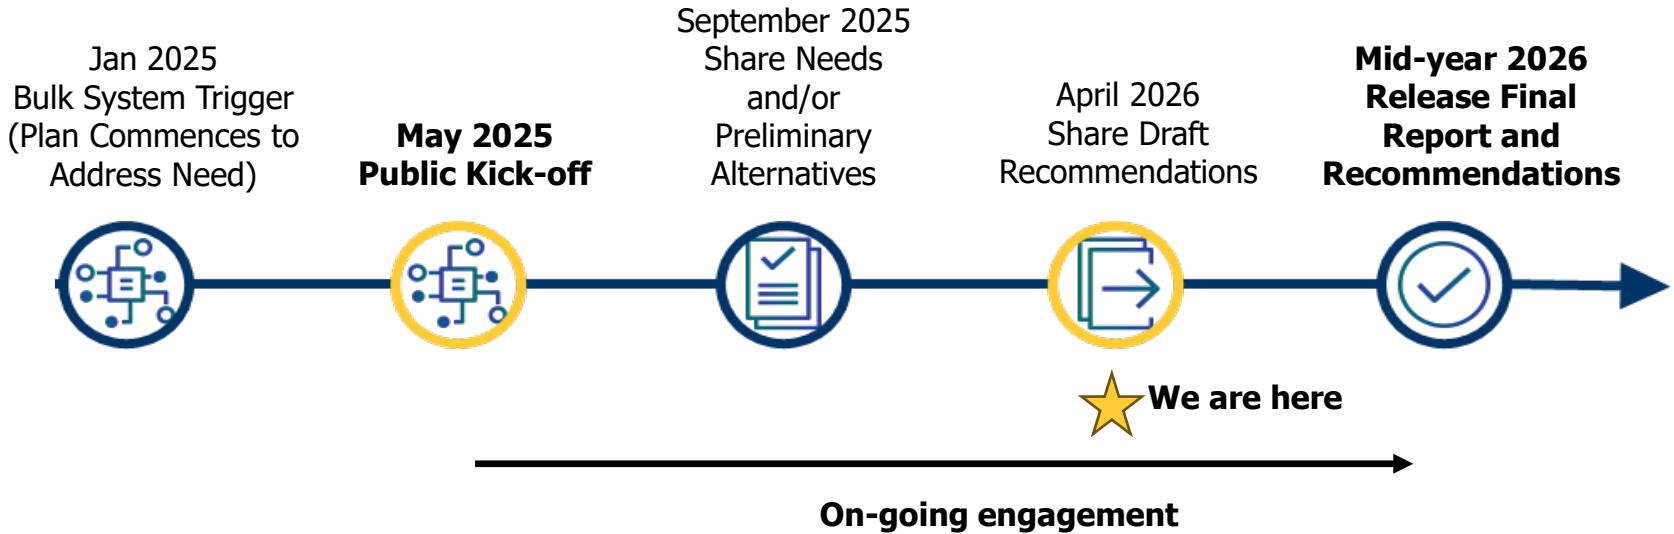 Jan 2025
Bulk System Trigger
(Plan Commences to
Address Need)
May 2025
Public Kick-off
September 2025
Share Needs
and/or
Preliminary
Alternatives
April 2026
Share Draft
Recommendations
Mid-year 2026
Release Final
Report and
Recommendations
We are here
On-going engagement